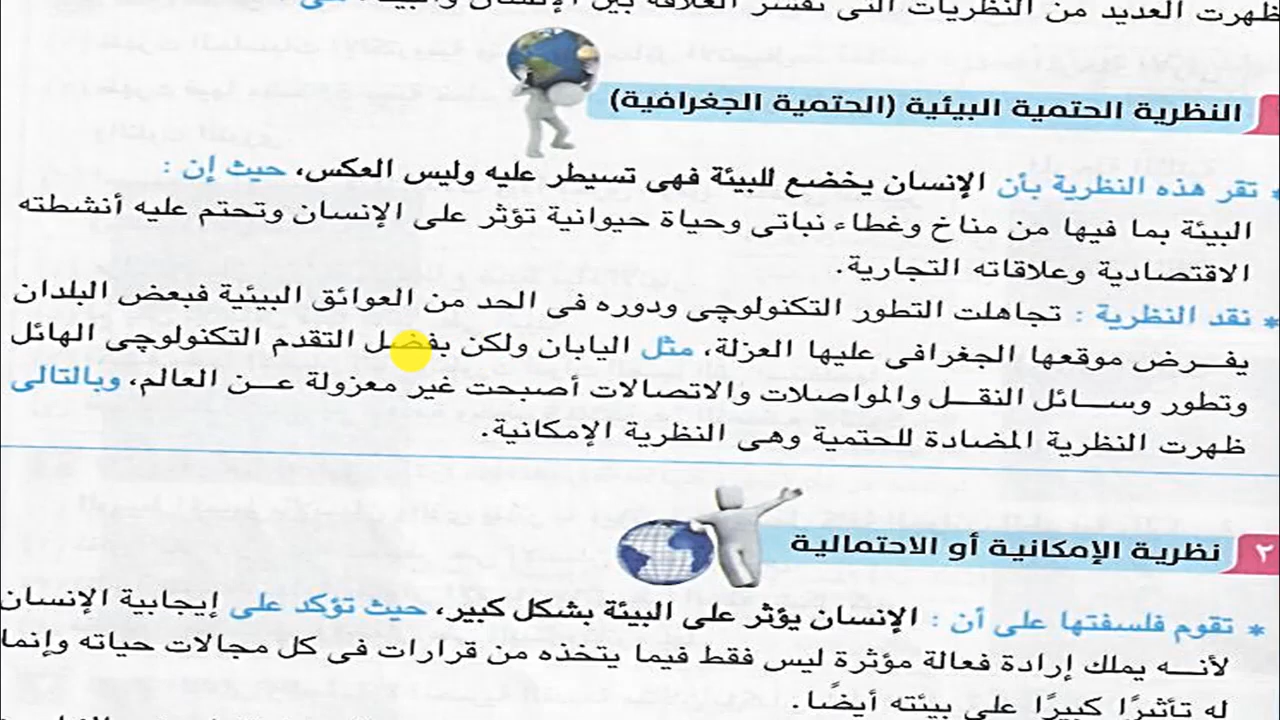 ظهرت العديد من النظريات التى تفسر العلاقة بين الإنسان
النظرية الحتمية البيئية (الحتمية الجغرافية)
* تقر هذه النظرية بأن الإنسان يخضع للبيئة فهى تسيطر عليه وليس العكس، حيث إن :
البيئة بما فيها من مناخ وغطاء نباتى وحياة حيوانية تؤثر على الإنسان وتحتم عليه أنشطته
الاقتصادية وعلاقاته التجارية.
* نقد النظرية : تجاهلت التطور التكنولوچى ودوره فى الحد من العوائق البيئية فبعض البلدان
يفـرض موقعها الجغرافى عليها العزلة، مثل اليابان ولكن بفضل التقدم التكنولوچى الهائل
وتطور وسـائل النقـل والمواصلات والاتصالات أصبحت غير معزولة عـن العالم، وبالتالى
ظهرت النظرية المضادة للحتمية وهى النظرية الإمكانية.
٢ نظرية الإمكانية أو الاحتمالية
* تقوم فلسفتها على أن : الإنسان يؤثر على البيئة بشكل كبير، حيث تؤكد على إيجابية الإنسان
لأنـه يملك إرادة فعالة مؤثرة ليس فقط فيما يتخذه من قرارات فى كل مجالات حياته وإنما
له تأثيرًا كبيرًا على بيئته أيضًا.